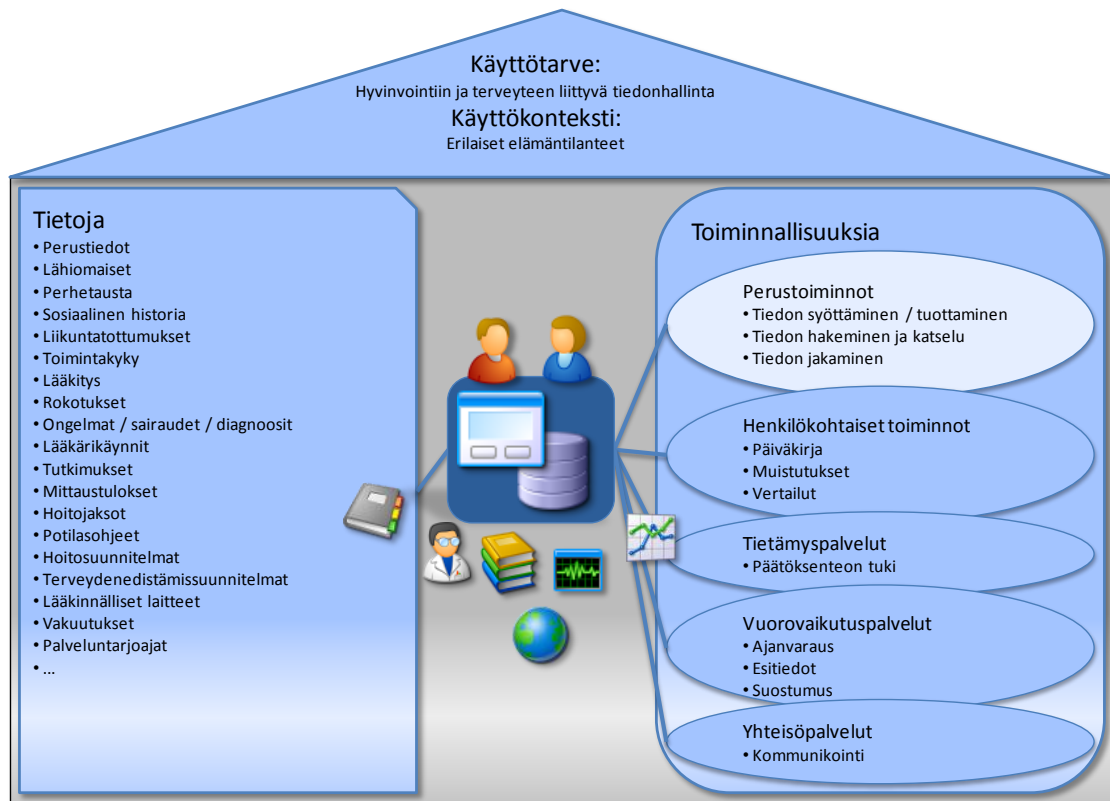 Käyttötarve:
Hyvinvointiin ja terveyteen liittyvä tiedonhallinta
Käyttökonteksti:
Erilaiset elämäntilanteet
Tietoja
• Perustiedot
• Lähiomaiset
• Perhetausta
• Sosiaalinen historia
• Liikuntatottumukset
• Toimintakyky
• Lääkitys
• Rokotukset
• Ongelmat / sairaudet / diagnoosit
• Lääkärikäynnit
• Tutkimukset
• Mittaustulokset
• Hoitojaksot
• Potilasohjeet
• Hoitosuunnitelmat
• Terveydenedistämissuunnitelmat
• Lääkinnälliset laitteet
• Vakuutukset
• Palveluntarjoajat
• ...
Toiminnallisuuksia
Perustoiminnot
• Tiedon syöttäminen / tuottaminen
• Tiedon hakeminen ja katselu
• Tiedon jakaminen
Henkilökohtaiset toiminnot
• Päiväkirja
• Muistutukset
• Vertailut
Tietämyspalvelut
• Päätöksenteon tuki
Vuorovaikutuspalvelut
• Ajanvaraus
• Esitiedot
• Suostumus
Yhteisöpalvelut
• Kommunikointi